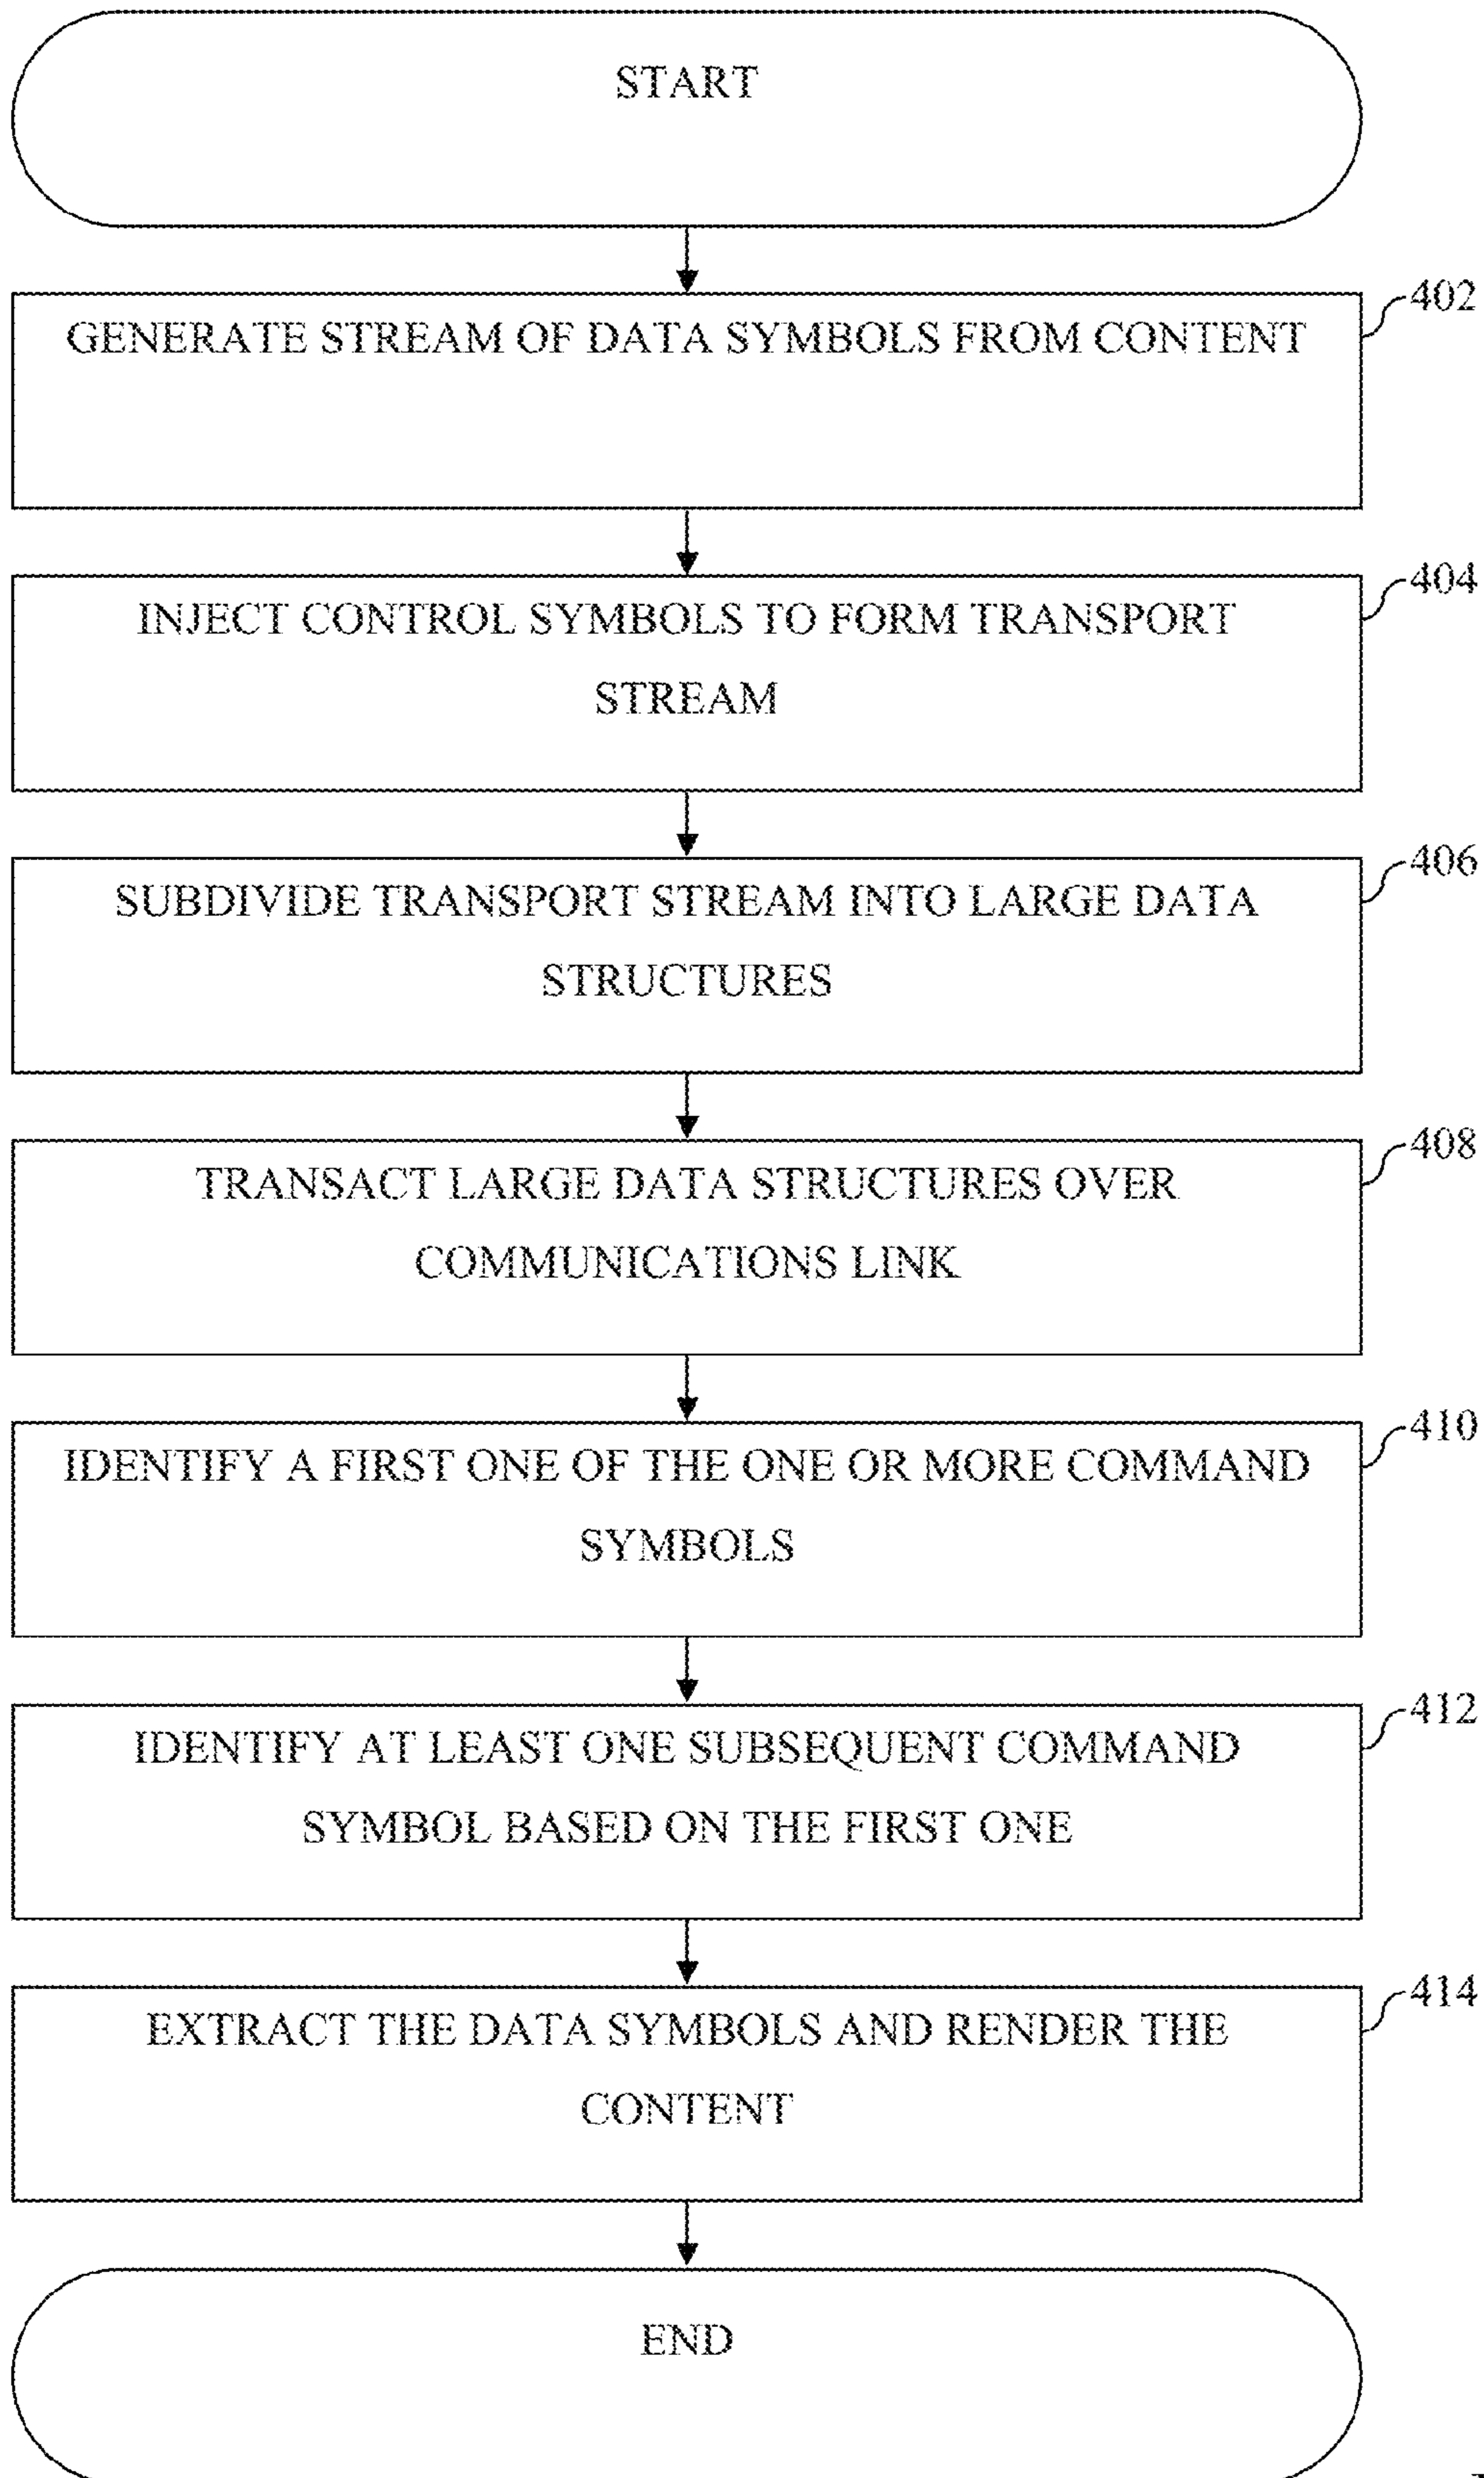 START
402
GENERATE STREAM OF DATA SYMBOLS FROM CONTENT
404
INJECT CONTROL SYMBOLS TO FORM TRANSPORT
STREAM
406
SUBDIVIDE TRANSPORT STREAM INTO LARGE DATA
STRUCTURES
408
TRANSACT LARGE DATA STRUCTURES OVER
COMMUNICATIONS LINK
410
IDENTIFY A FIRST ONE OF THE ONE OR MORE COMMAND
SYMBOLS
412
IDENTIFY AT LEAST ONE SUBSEQUENT COMMAND
SYMBOL BASED ON THE FIRST ONE
414
EXTRACT THE DATA SYMBOLS AND RENDER THE
CONTENT
END